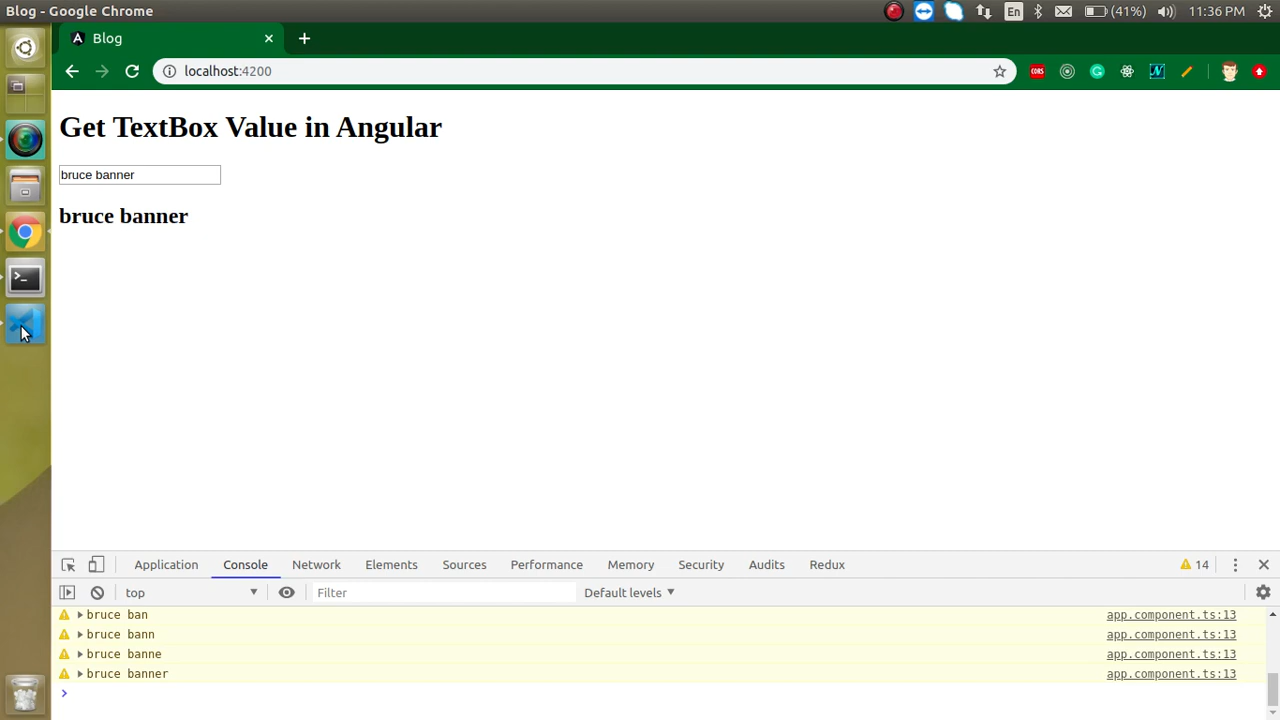 Blog - Google Chrome
En
(41%)
11:36 PM
Blog
localhost:4200
CORS
N
Get TextBox Value in Angular
bruce banner
bruce banner
Application
Console
Network
Elements
Sources
Performance
Memory
Security
Audits
Redux
14
top
Filter
Default levels
bruce ban app.component.ts:13
bruce bann app.component.ts:13
bruce banne app.component.ts:13
bruce banner app.component.ts:13